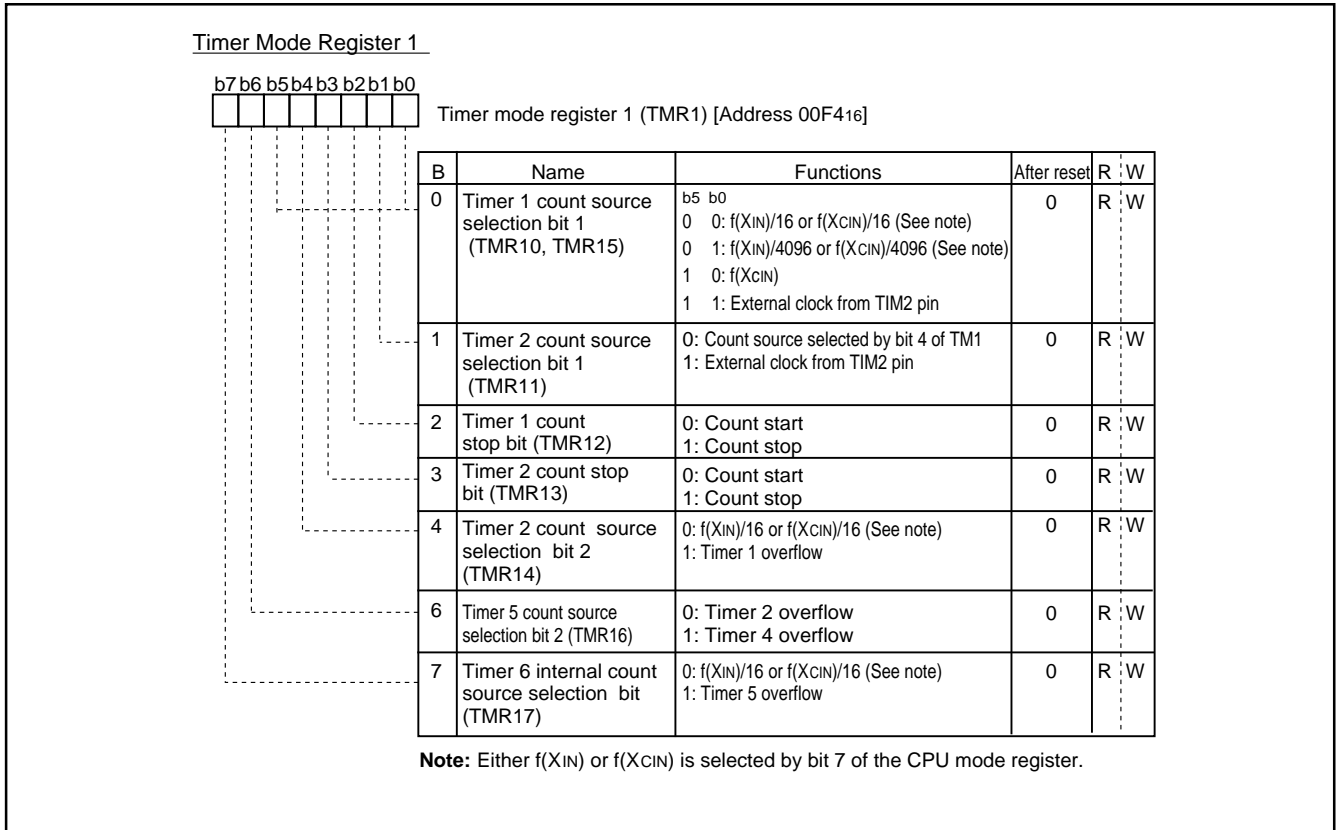 Timer Mode Register 1
b7 b6 b5 b4 b3 b2 b1 b0
Timer mode register 1 (TMR1) [Address 00F416]
B Name Functions After reset R W
0 Timer 1 count source selection bit 1 (TMR10, TMR15) b5 b0 0 R W
0 0: f(XIN)/16 or f(XCIN)/16 (See note)
0 1: f(XIN)/4096 or f(XCIN)/4096 (See note)
1 0: f(XCIN)
1 1: External clock from TIM2 pin
1 Timer 2 count source 0: Count source selected by bit 4 of TM1 0 R W
selection bit 1 1: External clock from TIM2 pin
(TMR11)
2 Timer 1 count 0: Count start 0 R W
stop bit (TMR12) 1: Count stop
3 Timer 2 count stop 0: Count start 0 R W
bit (TMR13) 1: Count stop
4 Timer 2 count source 0: f(XIN)/16 or f(XCIN)/16 (See note) 0 R W
selection bit 2 1: Timer 1 overflow
(TMR14)
6 Timer 5 count source 0: Timer 2 overflow 0 R W
selection bit 2 (TMR16) 1: Timer 4 overflow
7 Timer 6 internal count 0: f(XIN)/16 or f(XCIN)/16 (See note) 0 R W
source selection bit 1: Timer 5 overflow
(TMR17)
Note: Either f(XIN) or f(XCIN) is selected by bit 7 of the CPU mode register.